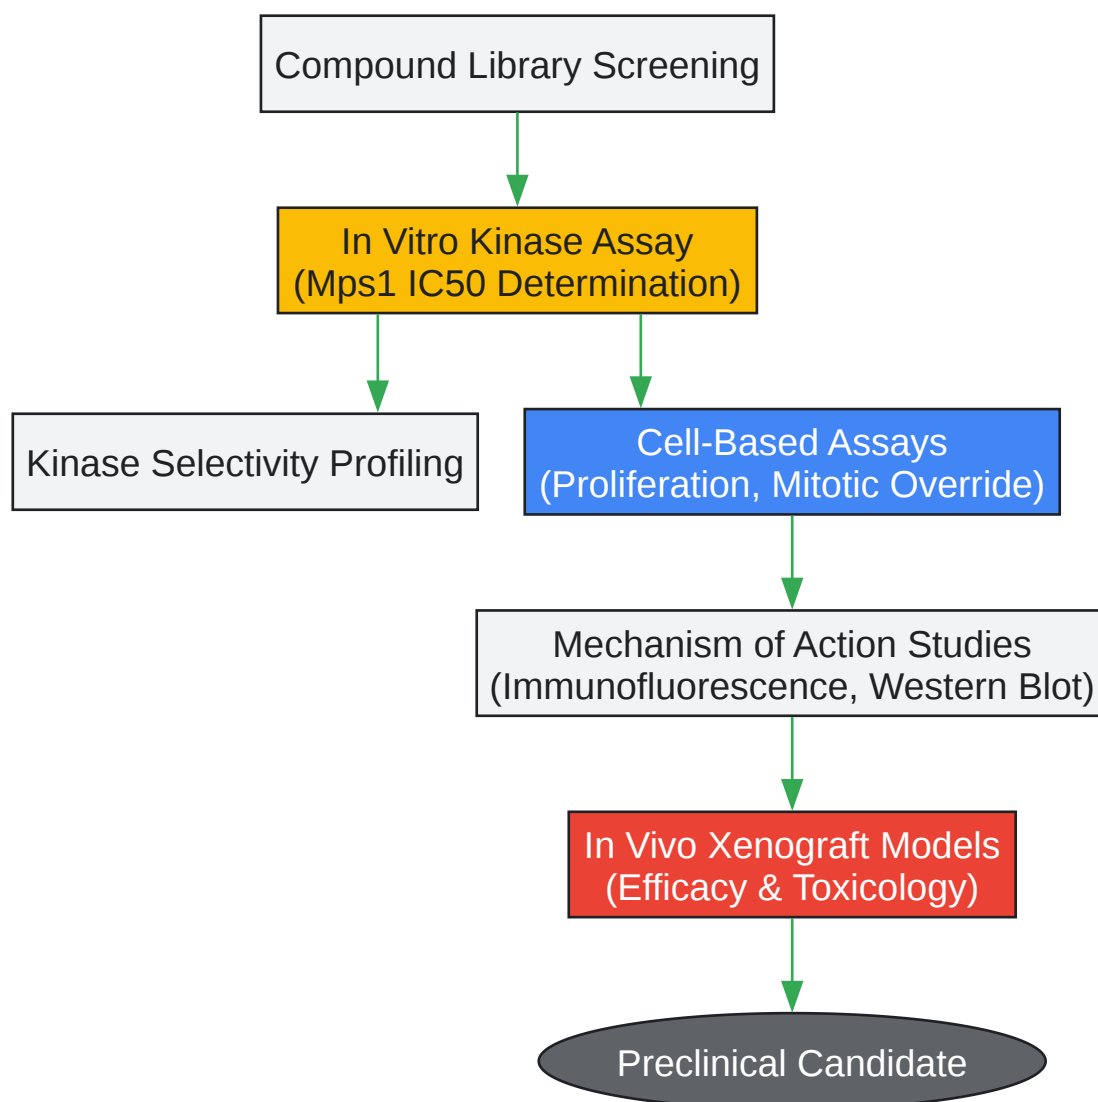 Compound Library Screening
In Vitro Kinase Assay
(Mps1 IC50 Determination)
Kinase Selectivity Profiling
Cell-Based Assays
(Proliferation, Mitotic Override)
Mechanism of Action Studies
(Immunofluorescence, Western Blot)
In Vivo Xenograft Models
(Efficacy & Toxicology)
Preclinical Candidate